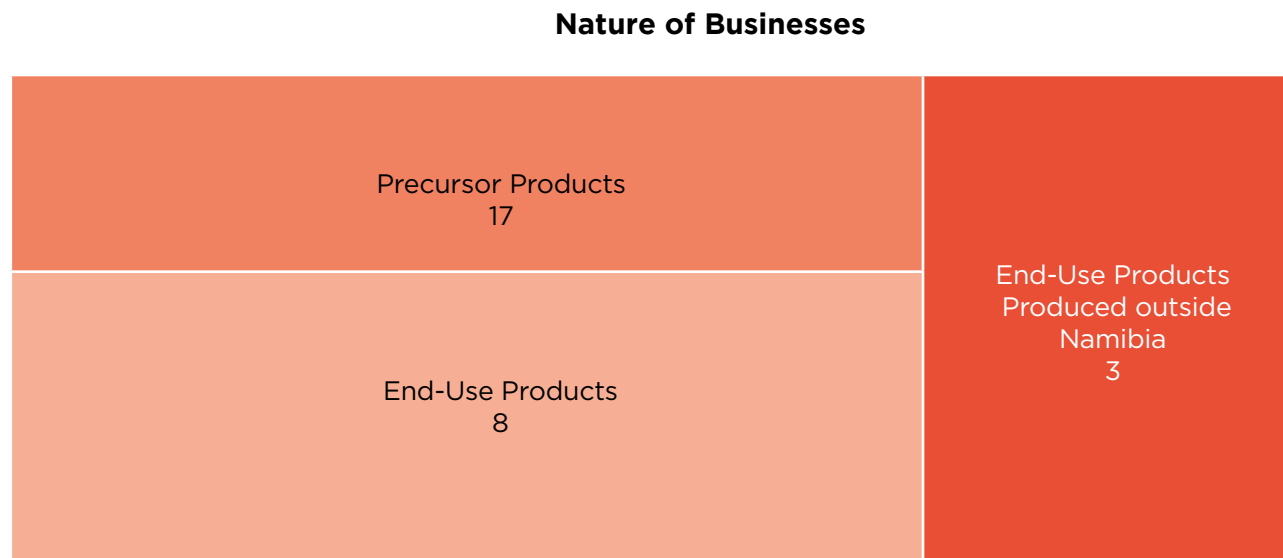 Nature of Businesses
Precursor Products
17
End-Use Products
8
End-Use Products
Produced outside
Namibia
3